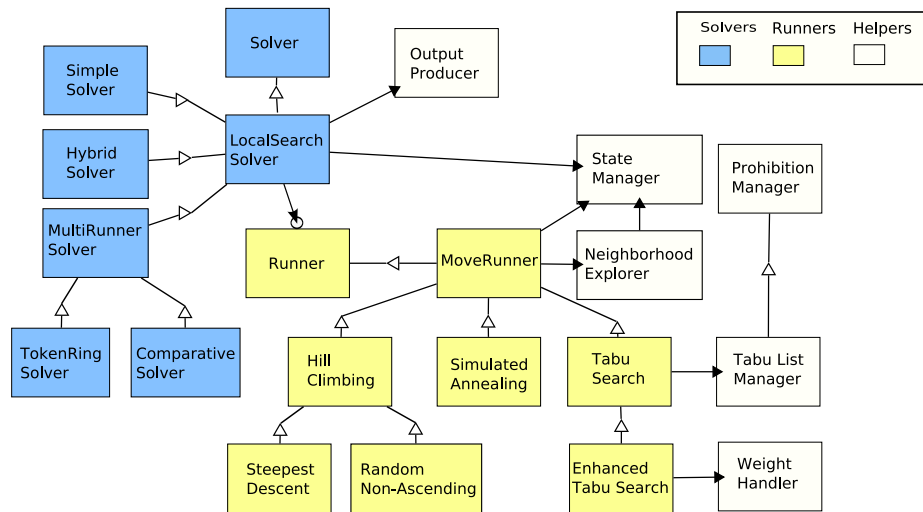 Solvers
Runners
Helpers
Solver
Output
Producer
Simple
Solver
LocalSearch
Solver
Hybrid
Solver
State
Manager
Prohibition
Manager
MultiRunner
Solver
Runner
MoveRunner
Neighborhood
Explorer
TokenRing
Solver
Comparative
Solver
Hill
Climbing
Simulated
Annealing
Tabu
Search
Tabu List
Manager
Steepest
Descent
Random
Non-Ascending
Enhanced
Tabu Search
Weight
Handler